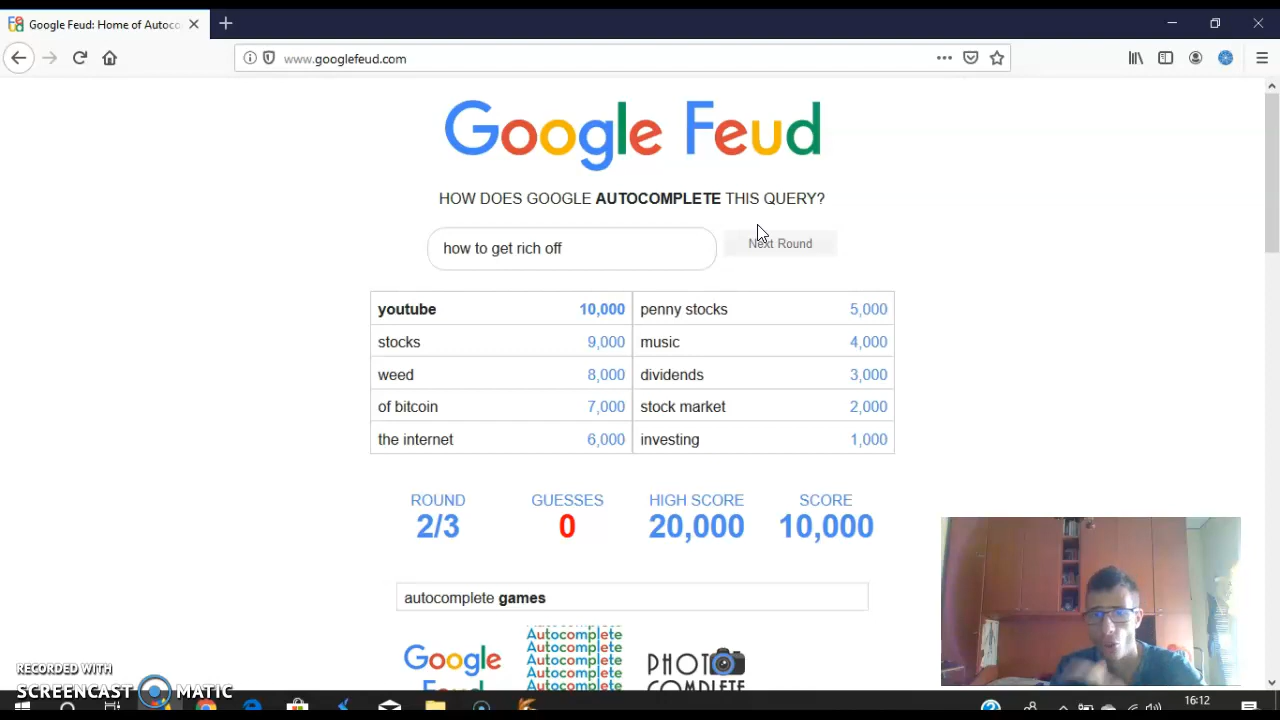 Google Feud: Home of Autoco
www.googlefeud.com
Google Feud
HOW DOES GOOGLE AUTOCOMPLETE THIS QUERY?
how to get rich off
Next Round
youtube 10,000 penny stocks 5,000
stocks 9,000 music 4,000
weed 8,000 dividends 3,000
of bitcoin 7,000 stock market 2,000
the internet 6,000 investing 1,000
ROUND GUESSES HIGH SCORE SCORE
2/3 0 20,000 10,000
autocomplete games
Autocomplete
Autocomplete
Autocomplete
Autocomplete
Autocomplete
Google
PHOTO
RECORDED WITH
SCREENCAST MATIC
16:12